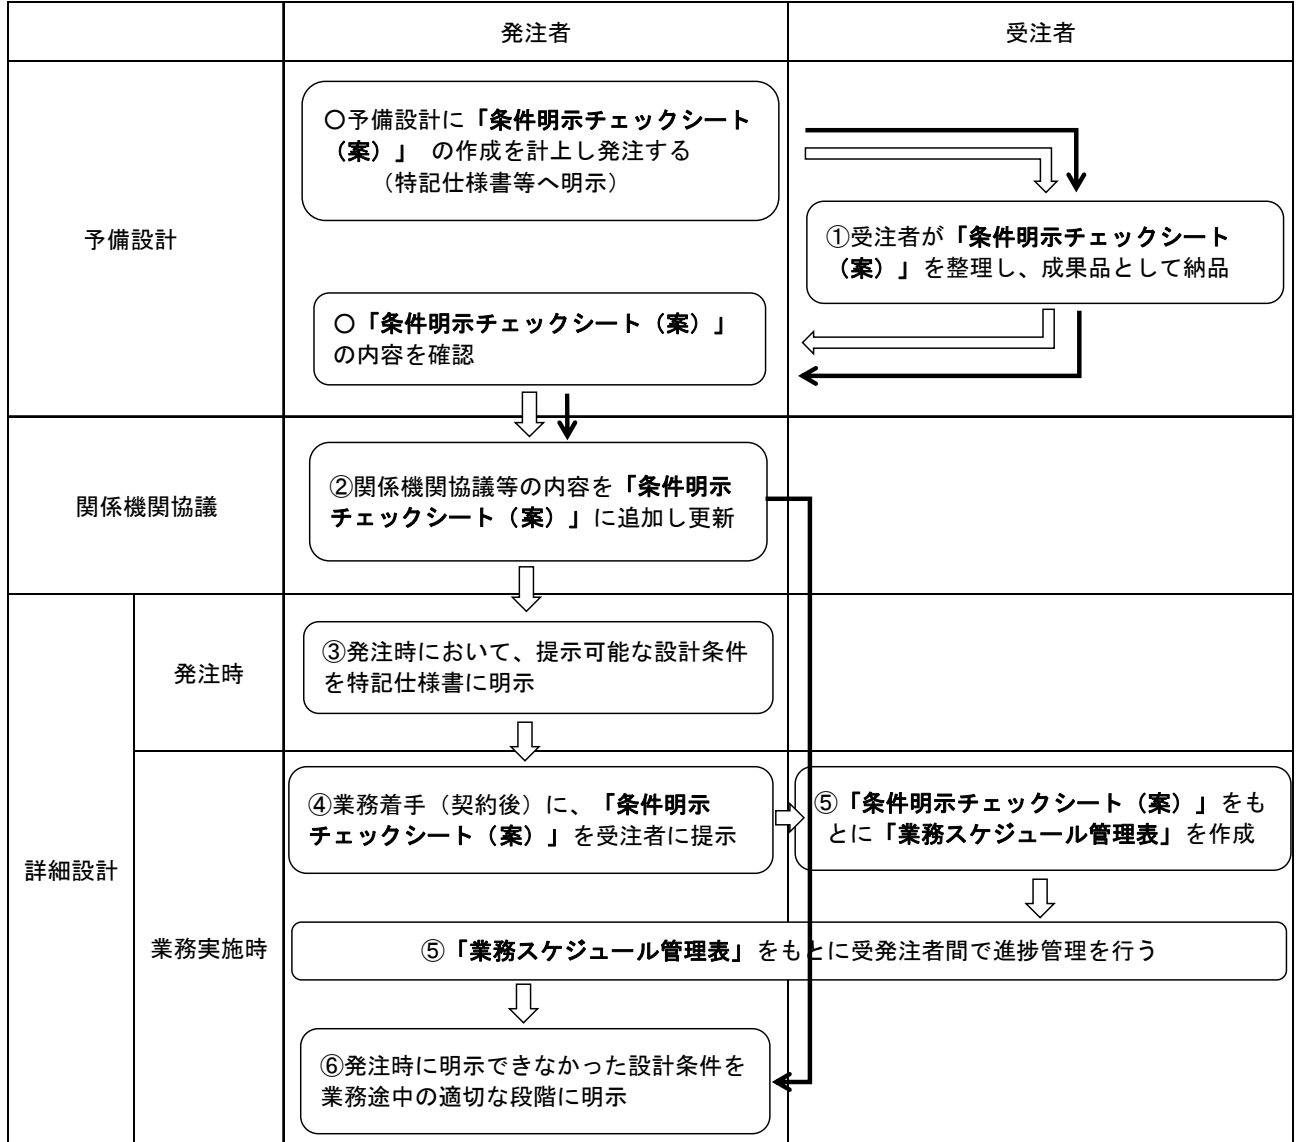 発注者
受注者
予備設計
〇予備設計に「条件明示チェックシート
（案）」 の作成を計上し発注する
（特記仕様書等へ明示）
①受注者が「条件明示チェックシート
（案）」を整理し、成果品として納品
〇「条件明示チェックシート（案）」
の内容を確認
関係機関協議
②関係機関協議等の内容を「条件明示
チェックシート（案）」に追加し更新
詳細設計
発注時
③発注時において、提示可能な設計条件
を特記仕様書に明示
業務実施時
④業務着手（契約後）に、「条件明示
チェックシート（案）」を受注者に提示
⑤「条件明示チェックシート（案）」をも
とに「業務スケジュール管理表」を作成
⑤「業務スケジュール管理表」をもとに受発注者間で進捗管理を行う
⑥発注時に明示できなかった設計条件を
業務途中の適切な段階に明示